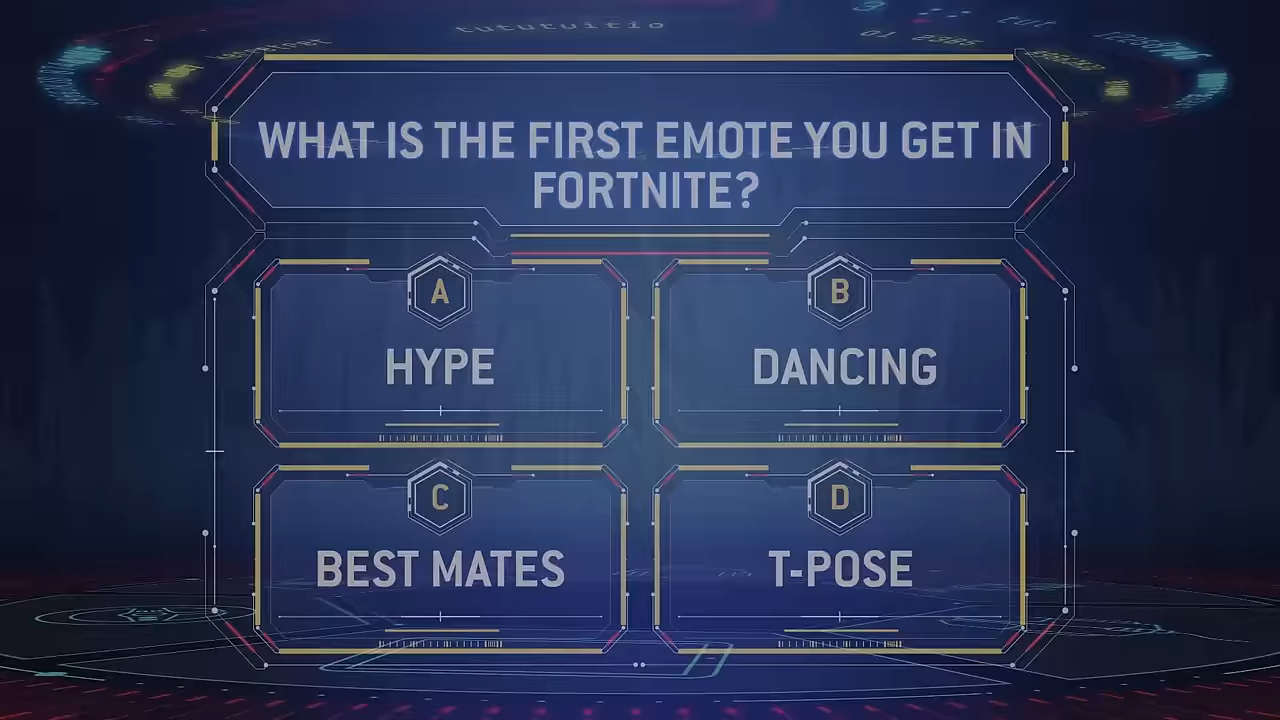 WHAT IS THE FIRST EMOTE YOU GET IN
FORTNITE?
A
HYPE
B
DANCING
C
BEST MATES
D
T-POSE